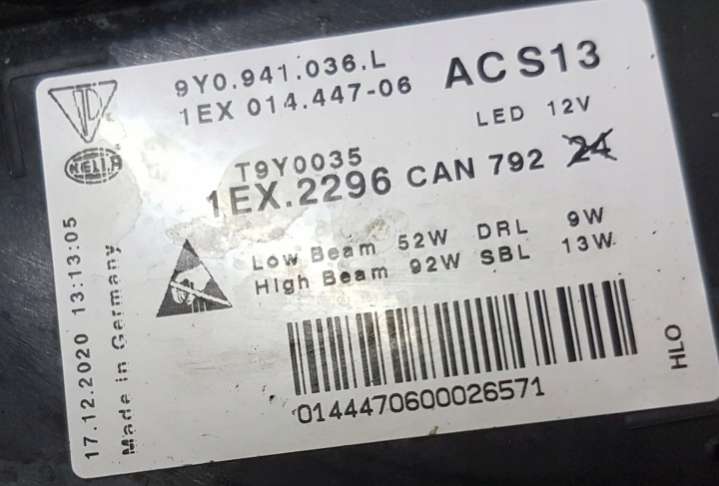 9Y0.941.036.L
1EX 014.447-06
ACS13
LED 12V
HELLA
T9Y0035
1EX.2296 CAN 792 24
Low Beam 52W DRL 9W
High Beam 92W SBL 13W
17.12.2020 13:13:05
Made in Germany
0144470600026571
HLO